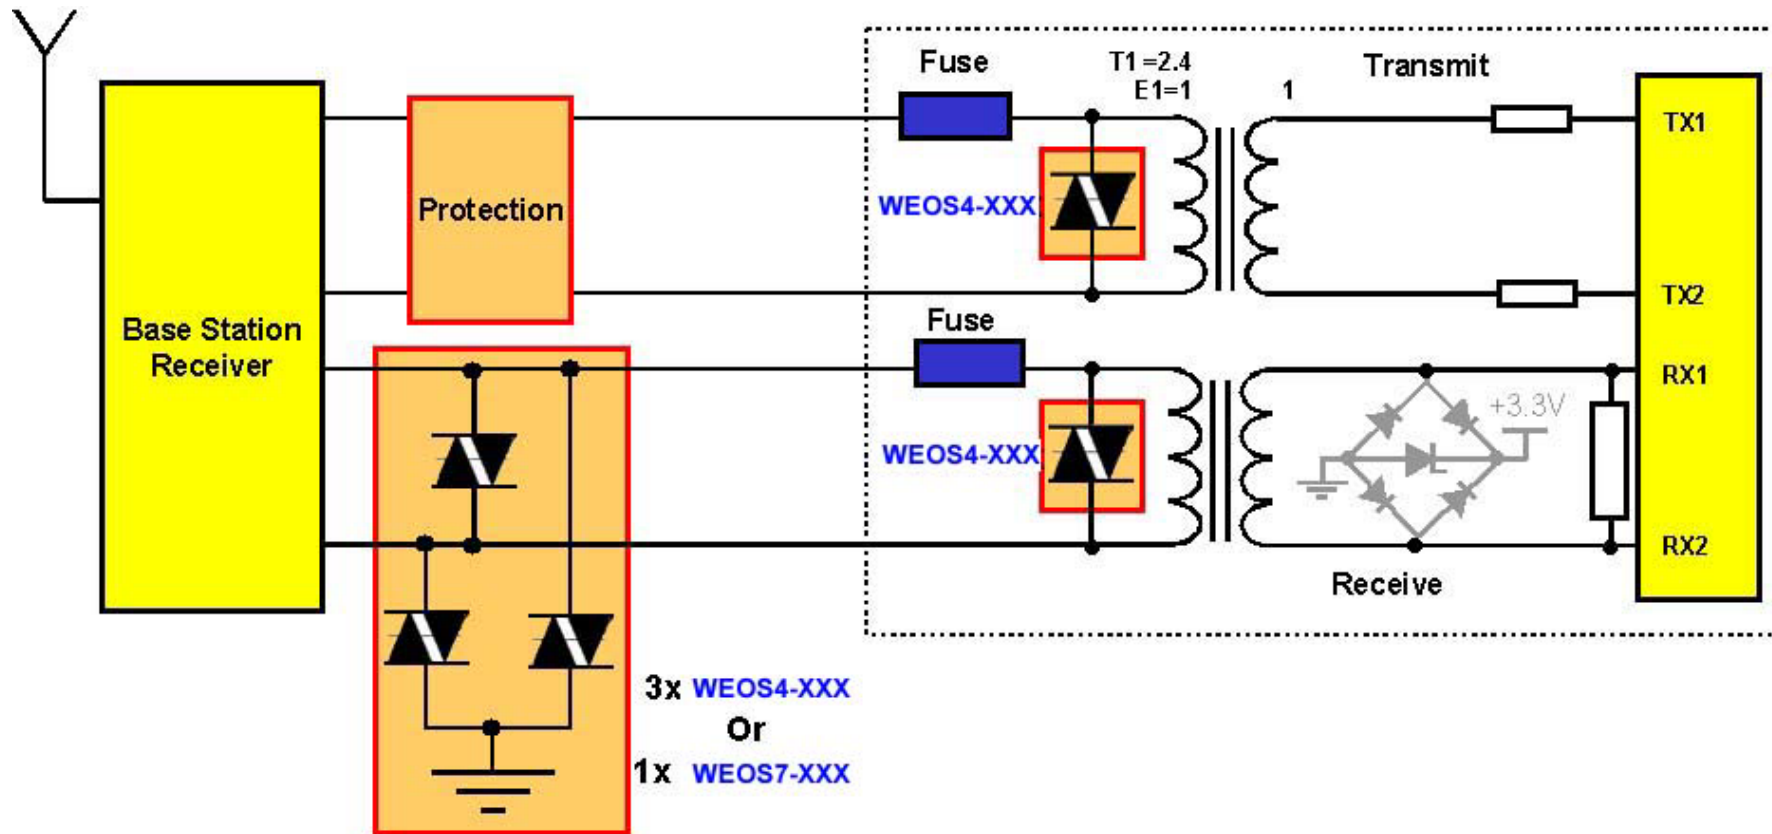 Fuse
T1 =2.4
E1=1
1
Transmit
TX1
Protection
WEOS4-XXX
TX2
Base Station
Receiver
Fuse
RX1
+3.3V
WEOS4-XXX
RX2
Receive
3x WEOS4-XXX
Or
1x WEOS7-XXX